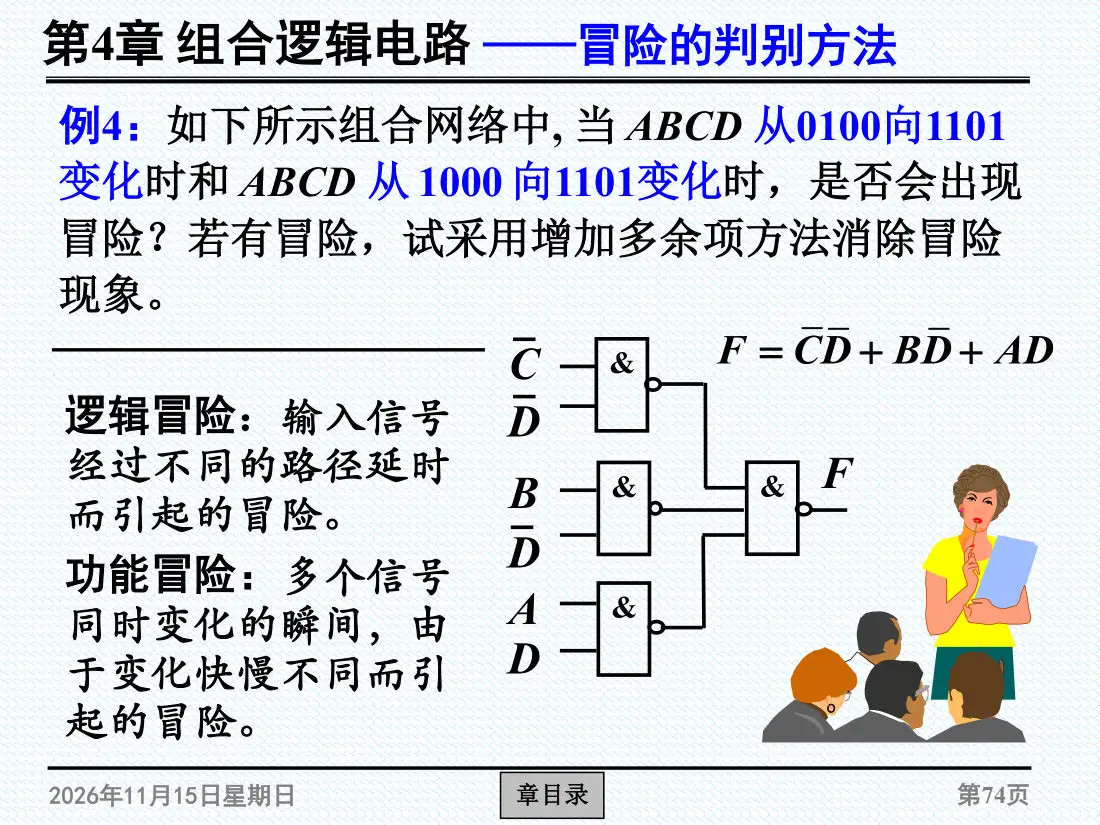 第4章 组合逻辑电路 ——冒险的判别方法
例4：如下所示组合网络中, 当 ABCD 从0100向1101
变化时和 ABCD 从 1000 向1101变化时，是否会出现
冒险？若有冒险，试采用增加多余项方法消除冒险
现象。
F = C̅D̅ + BD̅ + AD
逻辑冒险：输入信号
经过不同的路径延时
而引起的冒险。
功能冒险：多个信号
同时变化的瞬间，由
于变化快慢不同而引
起的冒险。
C̅
&
D̅
B
&
D̅
&
F
A
&
D
2026年11月15日星期日
章目录
第74页